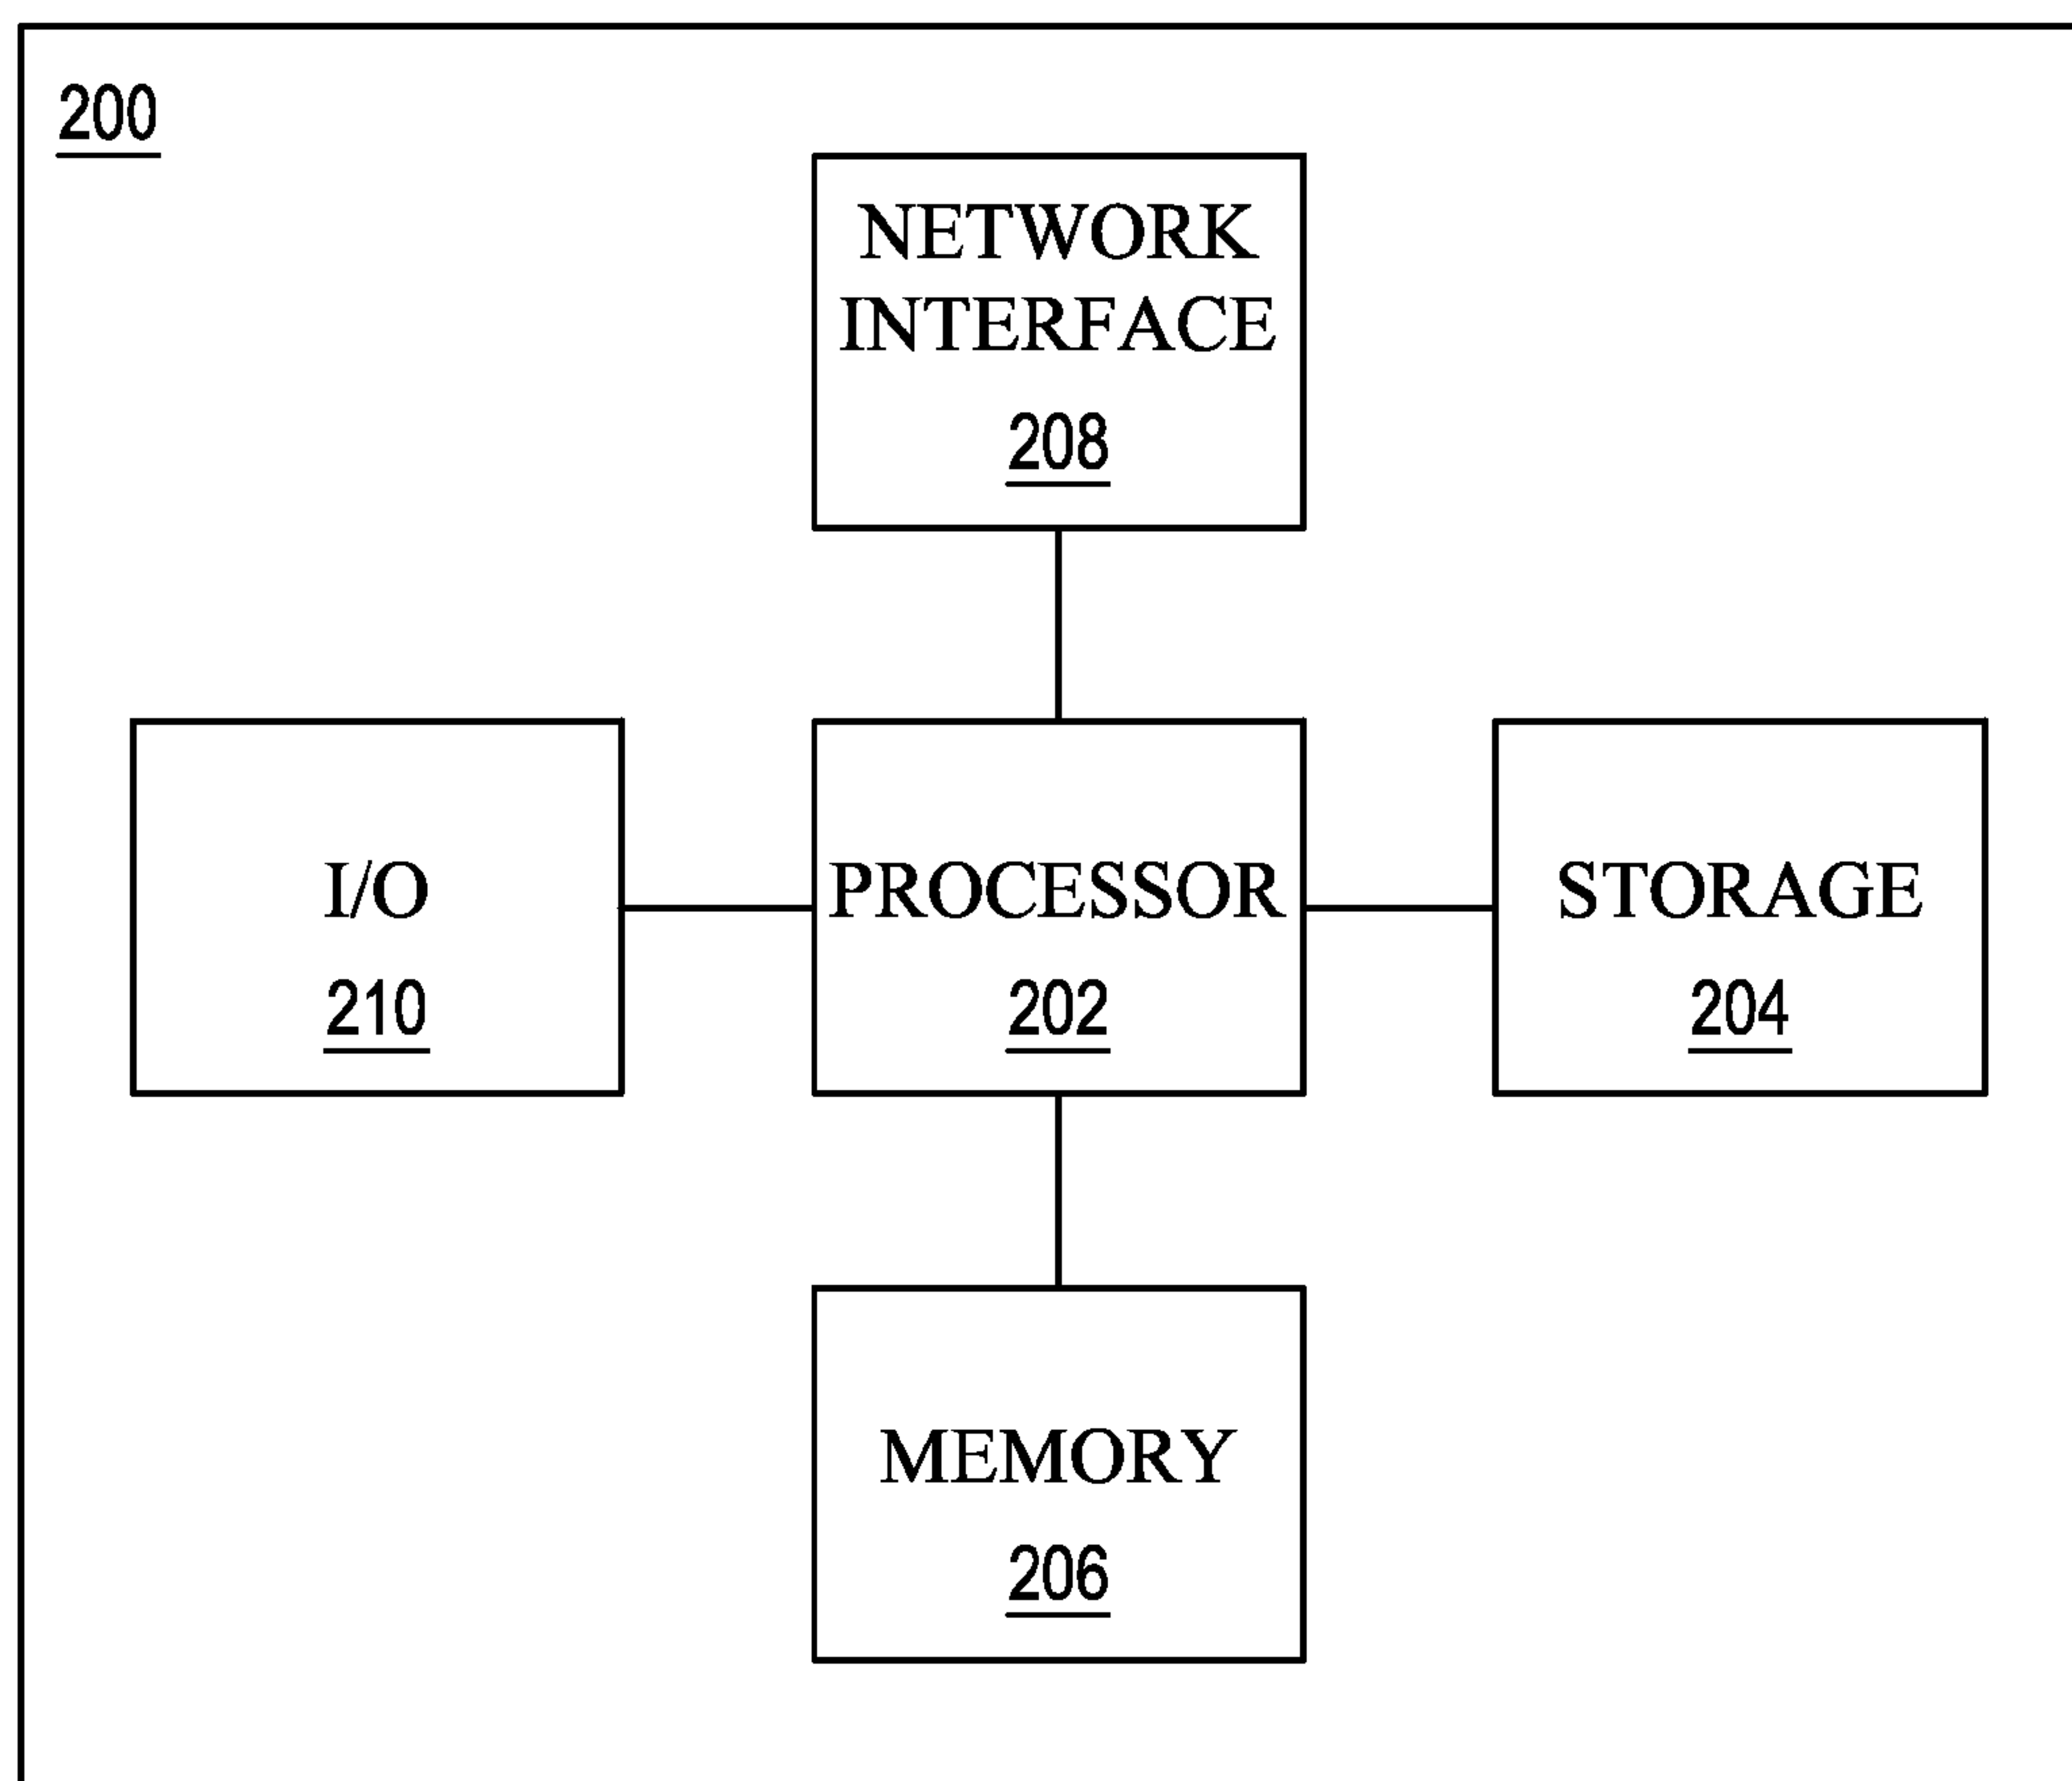 200
NETWORK
INTERFACE
208
I/O
210
PROCESSOR
202
STORAGE
204
MEMORY
206